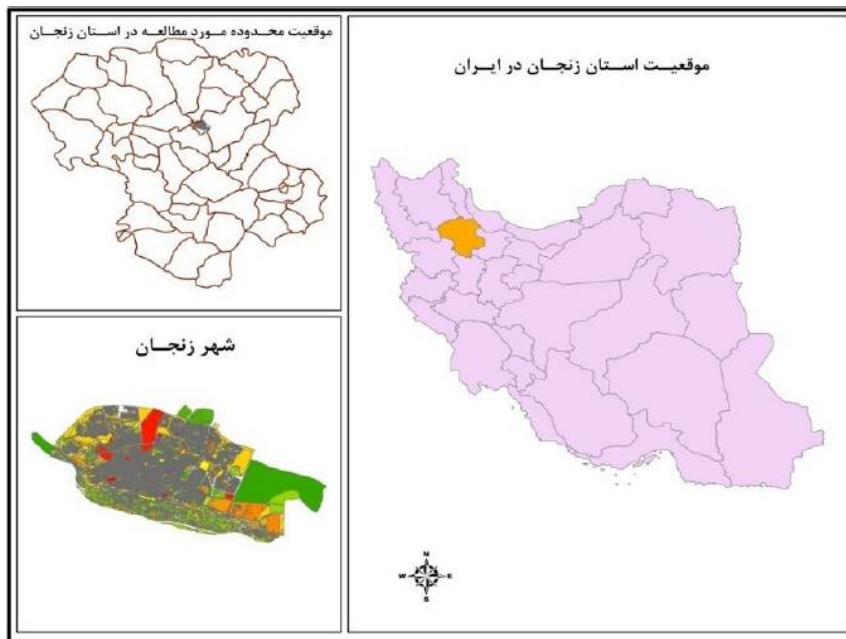 موقعیت محدوده مورد مطالعه در استان زنجان
موقعیت استان زنجان در ایران
شهر زنجان
N
W E
S